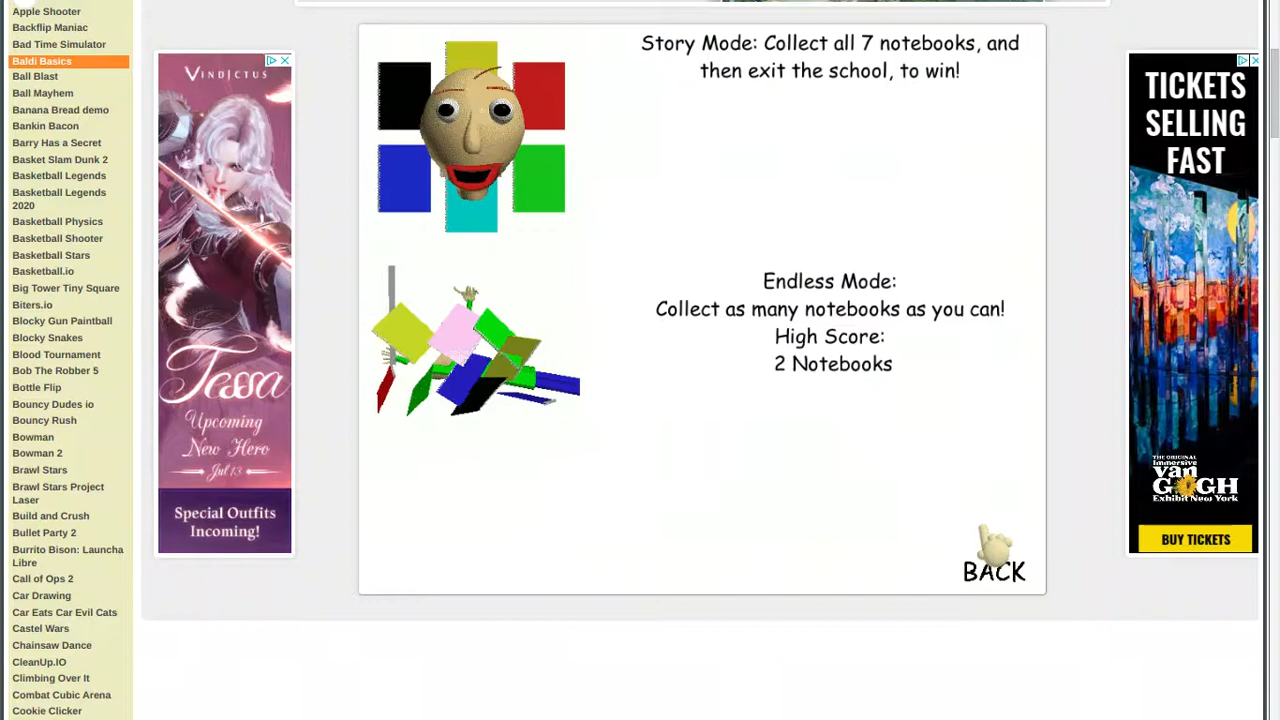 Apple Shooter
Backflip Maniac
Bad Time Simulator
Baldi Basics
Ball Blast
Ball Mayhem
Banana Bread demo
Bankin Bacon
Barry Has a Secret
Basket Slam Dunk 2
Basketball Legends
Basketball Legends
2020
Basketball Physics
Basketball Shooter
Basketball Stars
Basketball.io
Big Tower Tiny Square
Biters.io
Blocky Gun Paintball
Blocky Snakes
Blood Tournament
Bob The Robber 5
Bottle Flip
Bouncy Dudes io
Bouncy Rush
Bowman
Bowman 2
Brawl Stars
Brawl Stars Project
Laser
Build and Crush
Bullet Party 2
Burrito Bison: Launcha
Libre
Call of Ops 2
Car Drawing
Car Eats Car Evil Cats
Castel Wars
Chainsaw Dance
CleanUp.IO
Climbing Over It
Combat Cubic Arena
Cookie Clicker
VINDICTUS
Tessa
Upcoming
New Hero
Jul 13
Special Outfits
Incoming!
Story Mode: Collect all 7 notebooks, and
then exit the school, to win!
Endless Mode:
Collect as many notebooks as you can!
High Score:
2 Notebooks
BACK
TICKETS
SELLING
FAST
THE ORIGINAL
Immersive
van
GOGH
Exhibit New York
BUY TICKETS